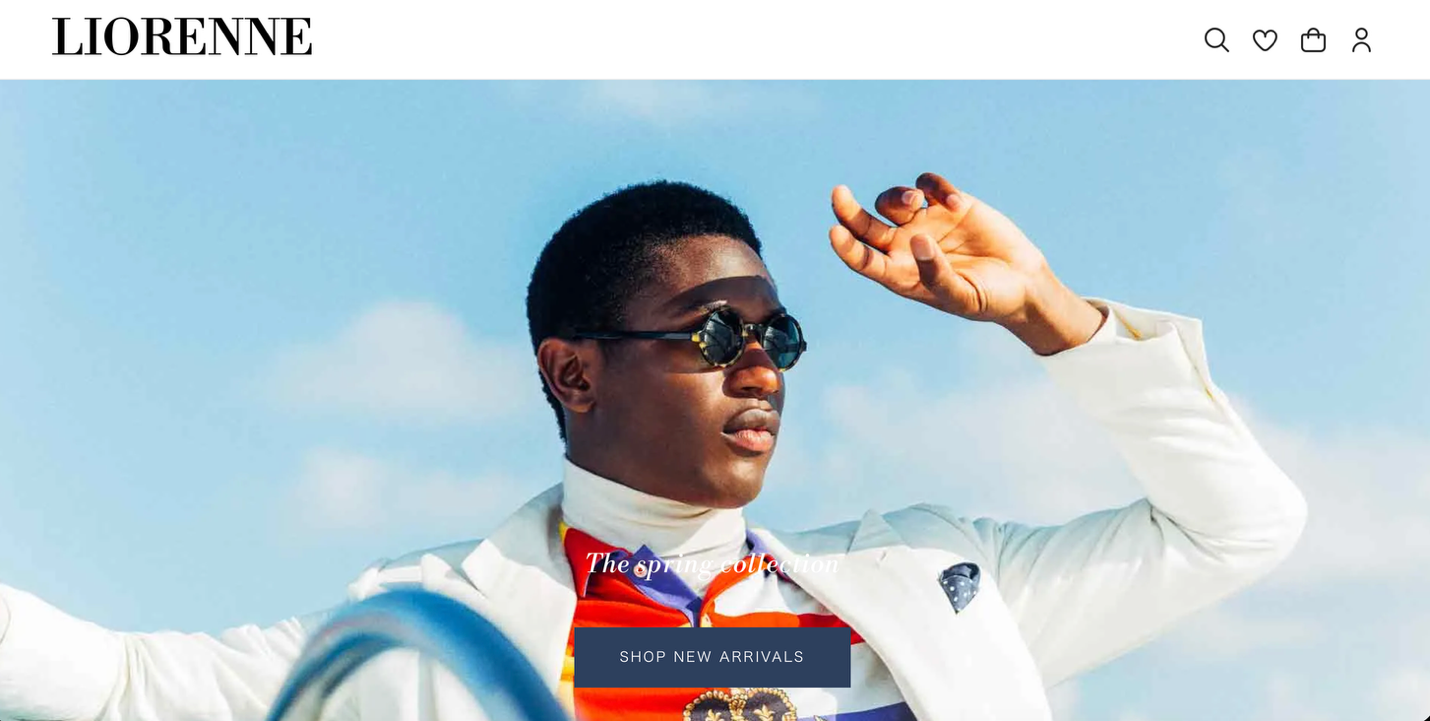 LIORENNE
The spring collection
SHOP NEW ARRIVALS